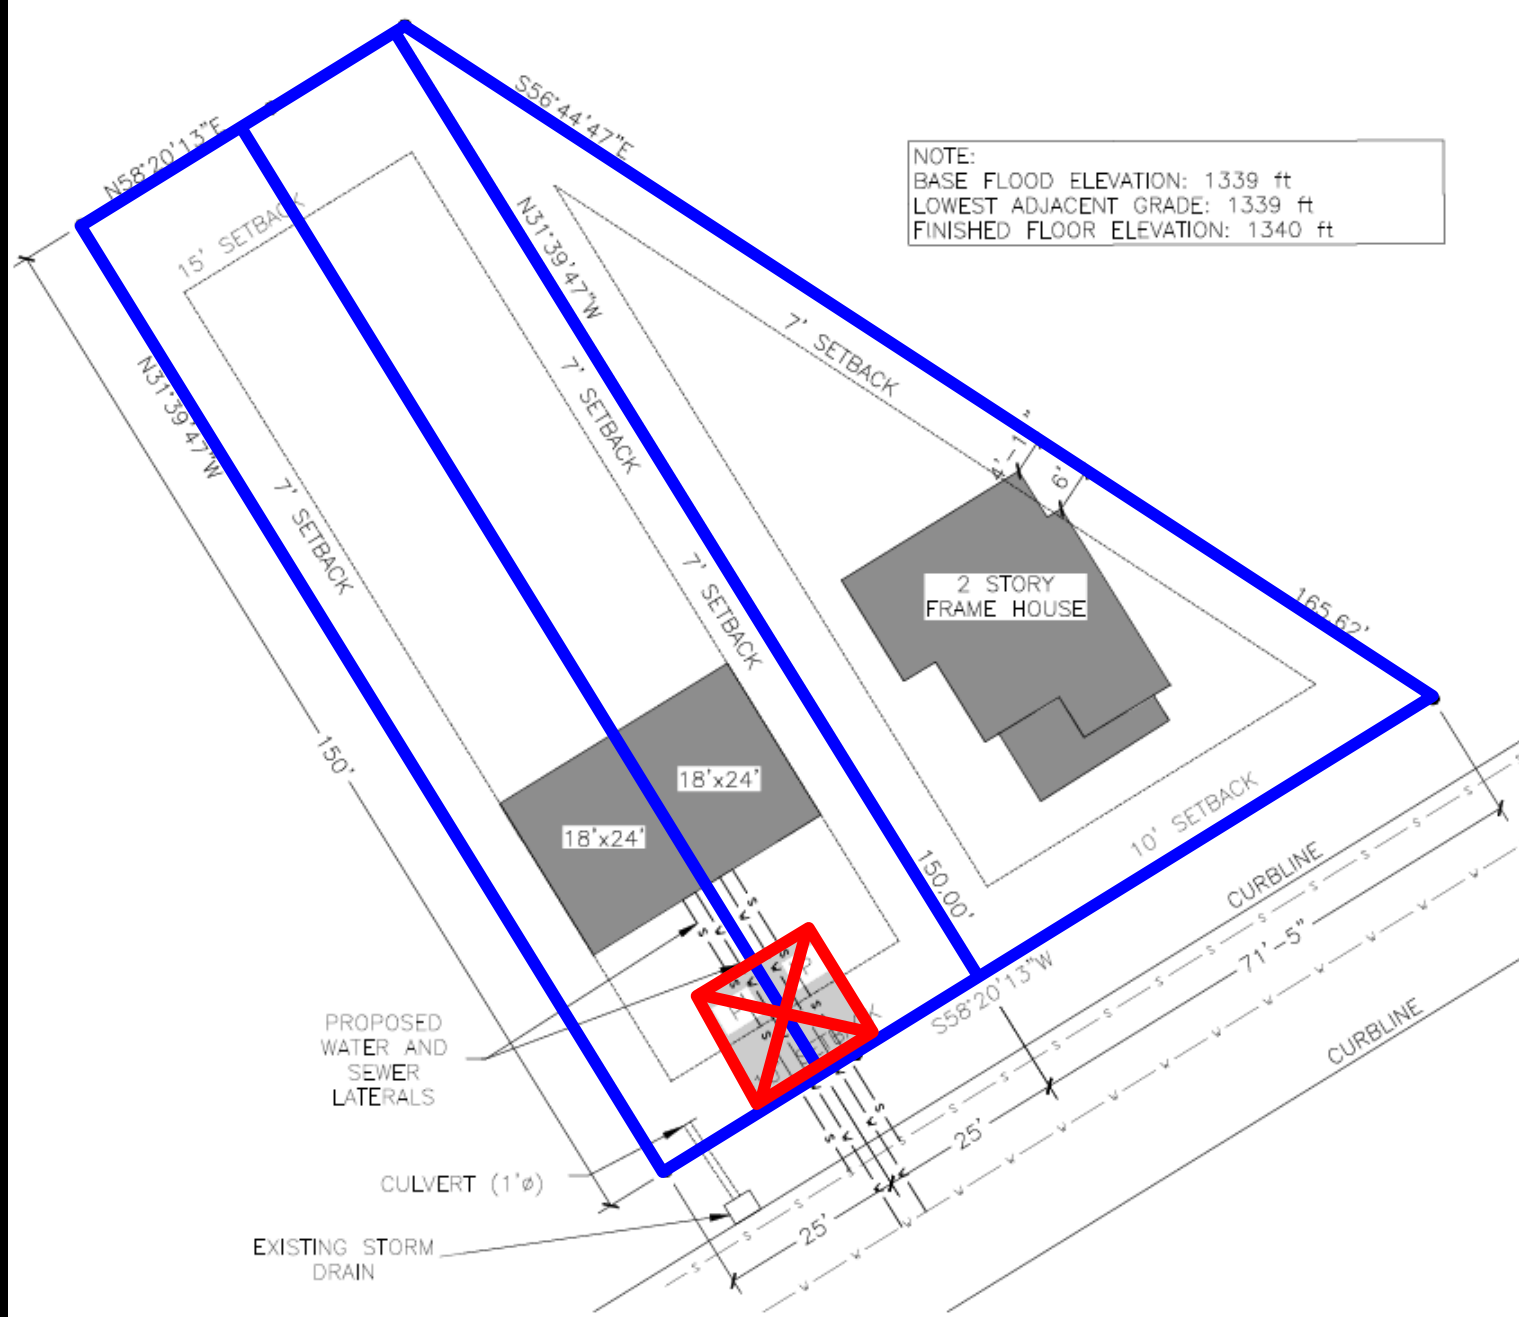 S56°44'47"E
N58°20'13"E
NOTE:
BASE FLOOD ELEVATION: 1339 ft
LOWEST ADJACENT GRADE: 1339 ft
FINISHED FLOOR ELEVATION: 1340 ft
15' SETBACK
N31°39'47"W
7' SETBACK
N31°39'47"W
7' SETBACK
6'
7' SETBACK
7' SETBACK
2 STORY
FRAME HOUSE
165.62'
150'
18'x24'
18'x24'
10' SETBACK
150.00'
CURBLINE
71'-5"
S58°20'13"W
CURBLINE
PROPOSED
WATER AND
SEWER
LATERALS
25'
CULVERT (1'ø)
25'
EXISTING STORM
DRAIN